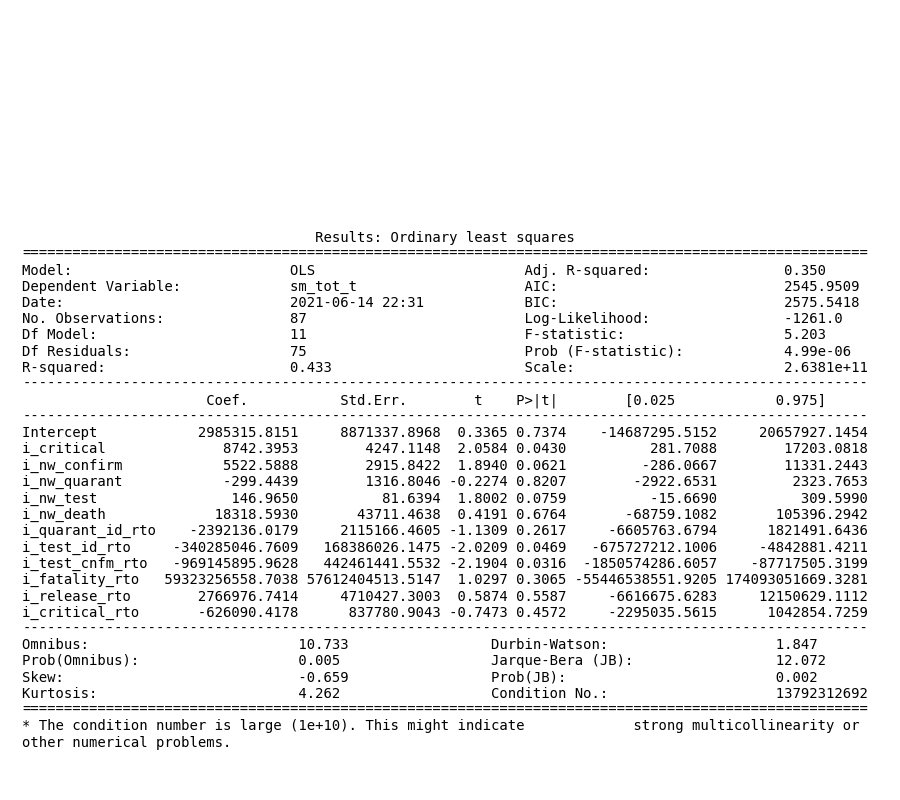 Results: Ordinary least squares
=====================================================================================================
Model:                          OLS                         Adj. R-squared:                0.350
Dependent Variable:             sm_tot_t                    AIC:                           2545.9509
Date:                           2021-06-14 22:31            BIC:                           2575.5418
No. Observations:               87                          Log-Likelihood:                -1261.0
Df Model:                       11                          F-statistic:                   5.203
Df Residuals:                   75                          Prob (F-statistic):            4.99e-06
R-squared:                      0.433                       Scale:                         2.6381e+11
-----------------------------------------------------------------------------------------------------
Coef.           Std.Err.        t    P>|t|        [0.025            0.975]
-----------------------------------------------------------------------------------------------------
Intercept            2985315.8151     8871337.8968  0.3365 0.7374    -14687295.5152     20657927.1454
i_critical              8742.3953        4247.1148  2.0584 0.0430          281.7088        17203.0818
i_nw_confirm            5522.5888        2915.8422  1.8940 0.0621         -286.0667        11331.2443
i_nw_quarant            -299.4439        1316.8046 -0.2274 0.8207        -2922.6531         2323.7653
i_nw_test                146.9650          81.6394  1.8002 0.0759          -15.6690          309.5990
i_nw_death             18318.5930       43711.4638  0.4191 0.6764       -68759.1082       105396.2942
i_quarant_id_rto    -2392136.0179     2115166.4605 -1.1309 0.2617     -6605763.6794      1821491.6436
i_test_id_rto     -340285046.7609   168386026.1475 -2.0209 0.0469   -675727212.1006     -4842881.4211
i_test_cnfm_rto   -969145895.9628   442461441.5532 -2.1904 0.0316  -1850574286.6057    -87717505.3199
i_fatality_rto   59323256558.7038 57612404513.5147  1.0297 0.3065 -55446538551.9205 174093051669.3281
i_release_rto        2766976.7414     4710427.3003  0.5874 0.5587     -6616675.6283     12150629.1112
i_critical_rto       -626090.4178      837780.9043 -0.7473 0.4572     -2295035.5615      1042854.7259
-----------------------------------------------------------------------------------------------------
Omnibus:                         10.733                 Durbin-Watson:                    1.847
Prob(Omnibus):                   0.005                  Jarque-Bera (JB):                 12.072
Skew:                            -0.659                 Prob(JB):                         0.002
Kurtosis:                        4.262                  Condition No.:                    13792312692
=====================================================================================================
* The condition number is large (1e+10). This might indicate             strong multicollinearity or
other numerical problems.